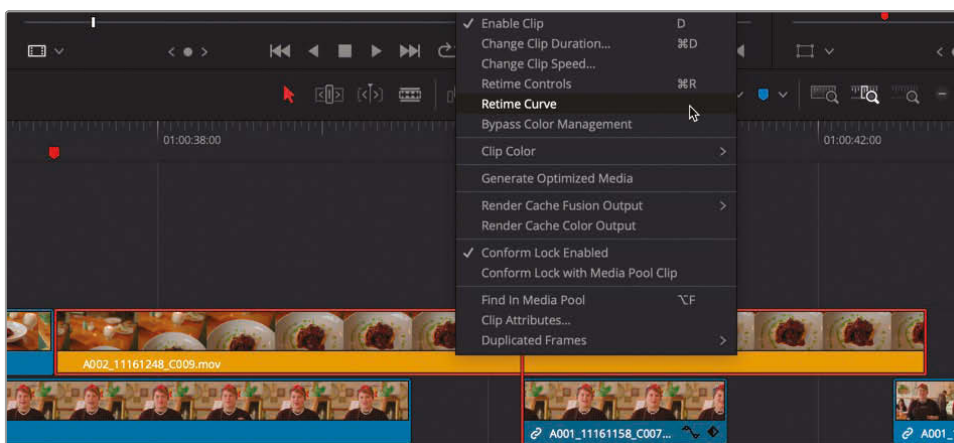 Enable Clip D
Change Clip Duration... ⌘D
Change Clip Speed...
Retime Controls ⌘R
Retime Curve
Bypass Color Management
Clip Color >
Generate Optimized Media
Render Cache Fusion Output >
Render Cache Color Output
Conform Lock Enabled
Conform Lock with Media Pool Clip
Find In Media Pool ⌥F
Clip Attributes...
Duplicated Frames >
01:00:38:00
01:00:42:00
A002_11161248_C009.mov
A001_11161158_C007...
A001_